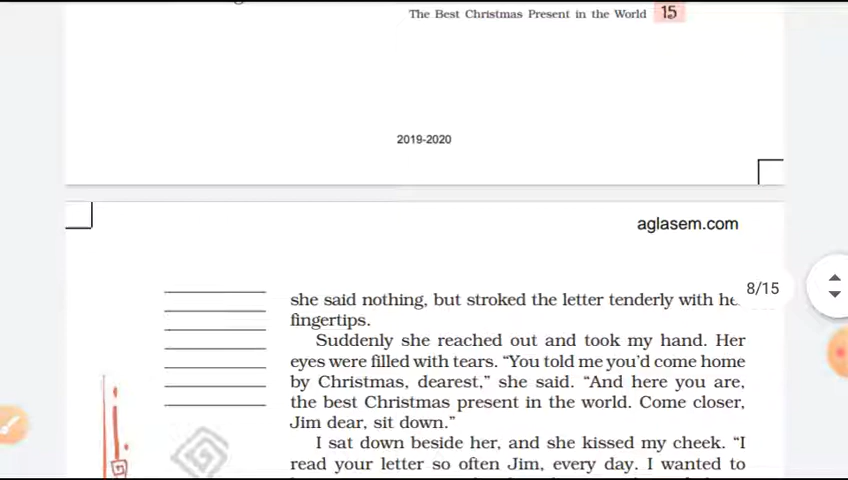 The Best Christmas Present in the World 15
2019-2020
aglasem.com
8/15
she said nothing, but stroked the letter tenderly with
fingertips.
Suddenly she reached out and took my hand. Her
eyes were filled with tears. “You told me you'd come home
by Christmas, dearest,” she said. “And here you are,
the best Christmas present in the world. Come closer,
Jim dear, sit down.”
I sat down beside her, and she kissed my cheek. “I
read your letter so often Jim, every day. I wanted to